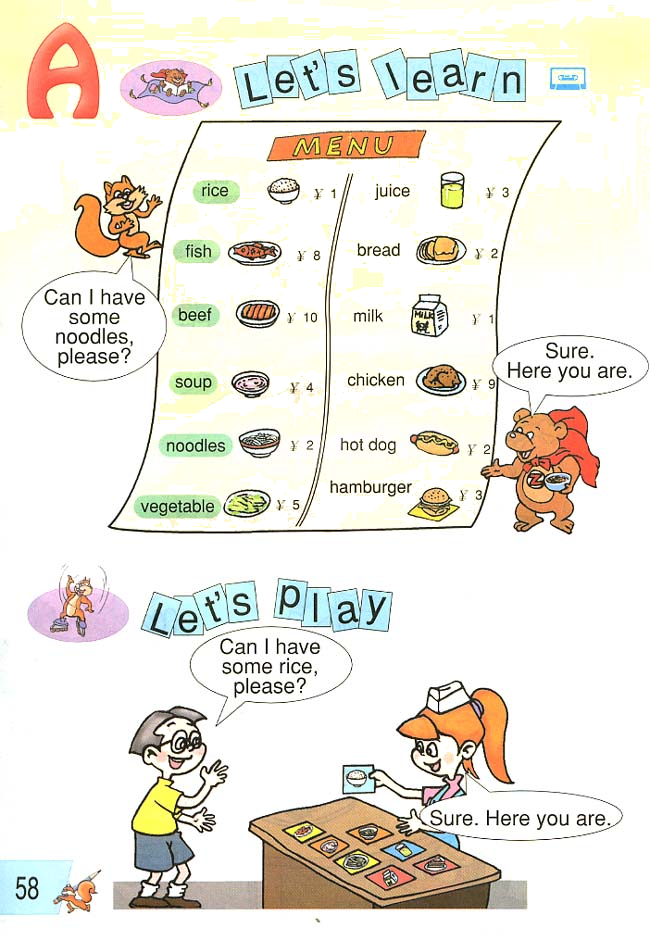 A
Let's learn
MENU
rice ¥ 1
fish ¥ 8
beef ¥ 10
soup ¥ 4
noodles ¥ 2
vegetable ¥ 5
juice ¥ 3
bread ¥ 2
milk MILK ¥ 1
chicken ¥ 9
hot dog ¥ 2
hamburger ¥ 3
Can I have
some
noodles,
please?
Sure.
Here you are.
Z
Let's play
Can I have
some rice,
please?
Sure. Here you are.
58